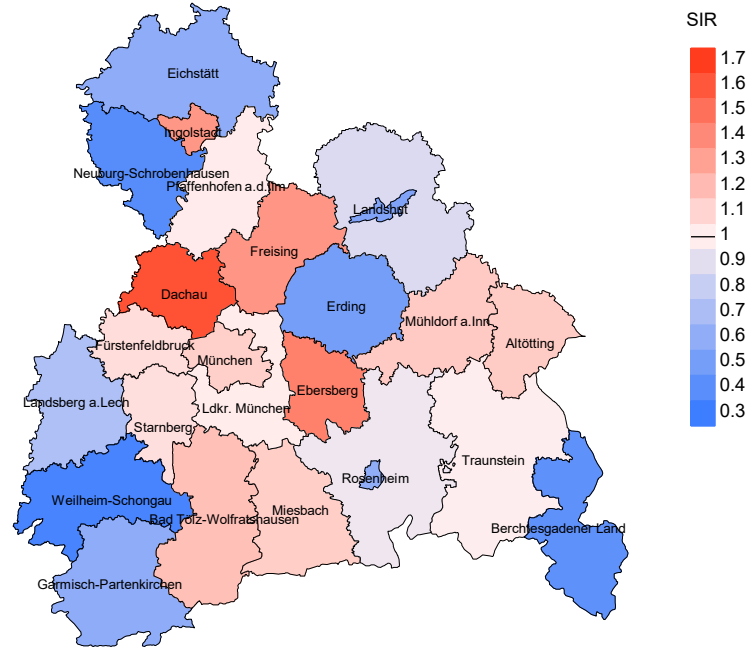 SIR
Eichstätt
Ingolstadt
Neuburg-Schrobenhausen
Pfaffenhofen a.d.Ilm
Landshut
Freising
Dachau
Erding
Mühldorf a.Inn
Altötting
Fürstenfeldbruck
München
Ebersberg
Landsberg a.Lech
Ldkr. München
Starnberg
Traunstein
Rosenheim
Weilheim-Schongau
Miesbach
Bad Tölz-Wolfratshausen
Berchtesgadener Land
Garmisch-Partenkirchen
1.7
1.6
1.5
1.4
1.3
1.2
1.1
1
0.9
0.8
0.7
0.6
0.5
0.4
0.3